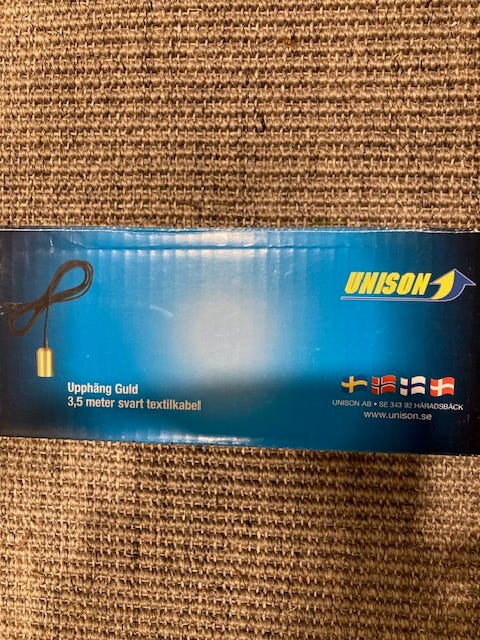 UNISON
Upphäng Guld
3,5 meter svart textilkabel
UNISON AB • SE 343 92 HÄRADSBÄCK
www.unison.se